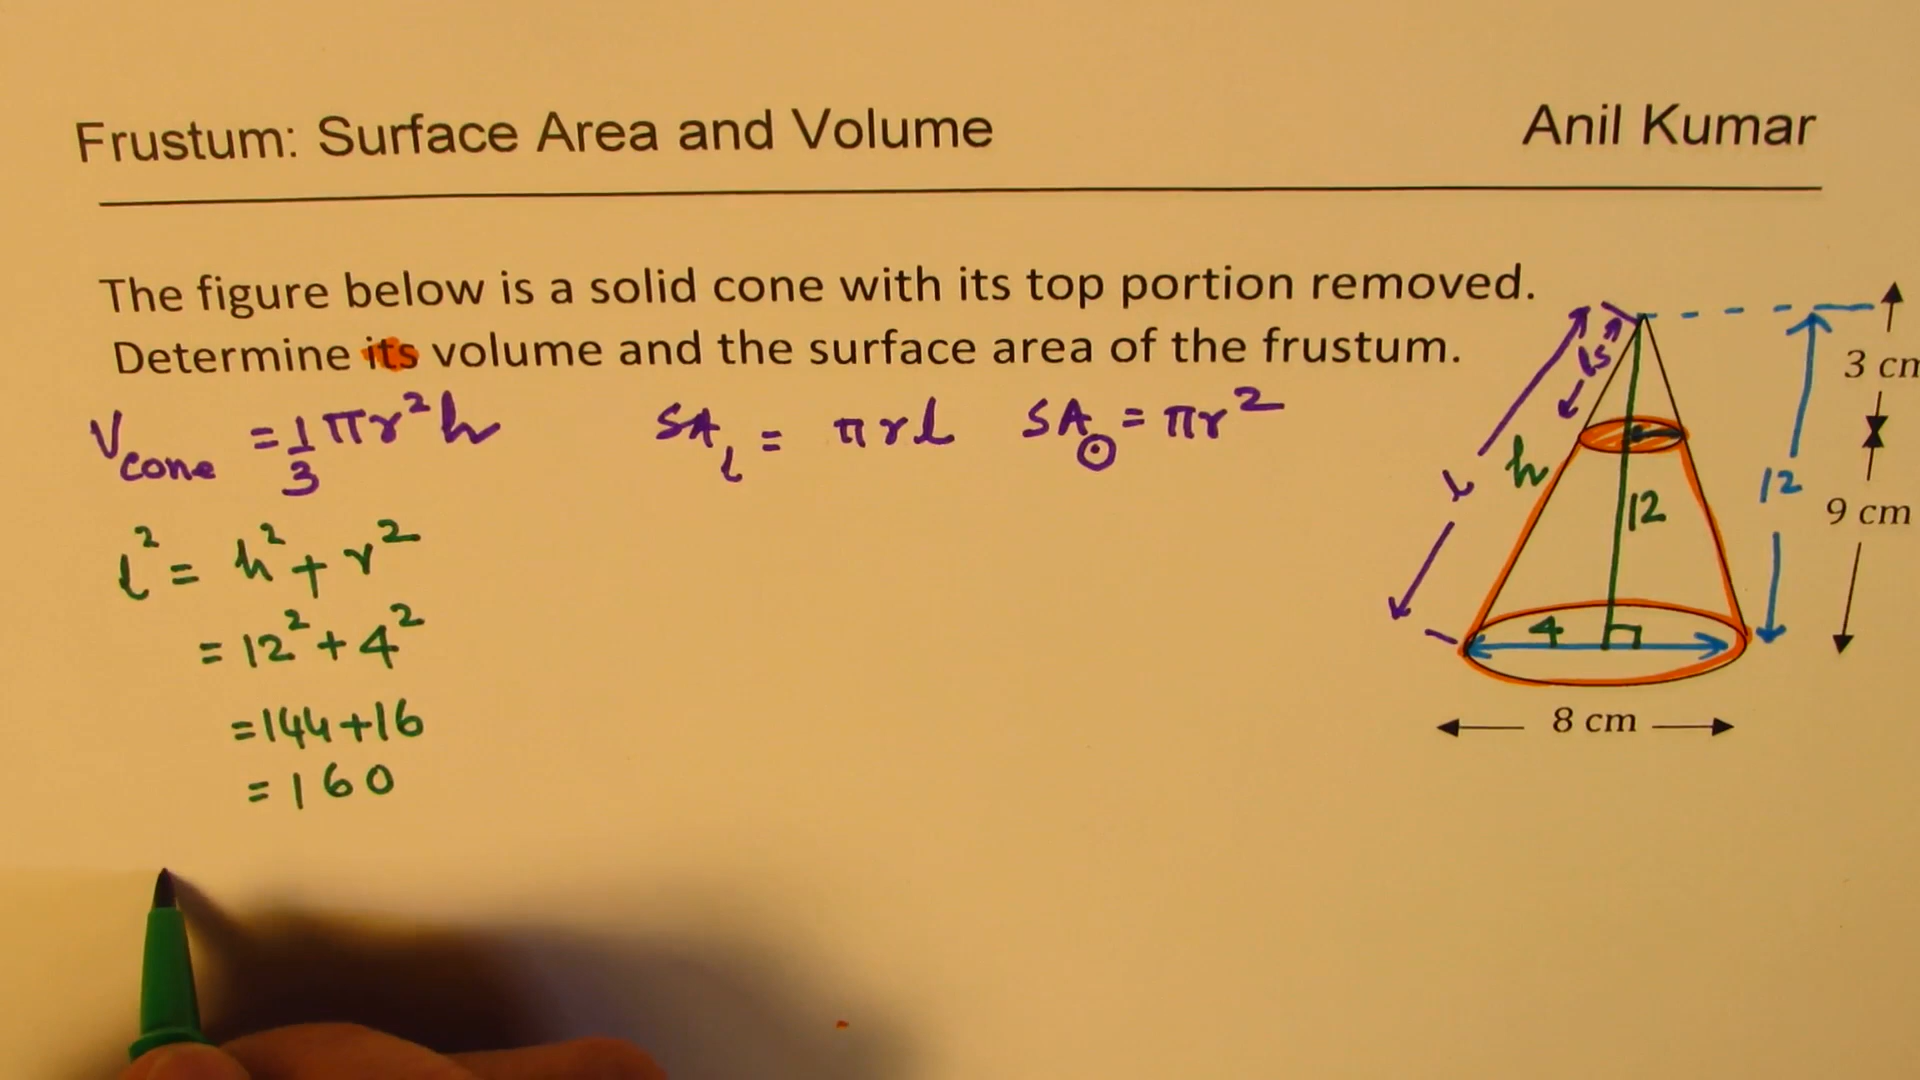 Frustum: Surface Area and Volume Anil Kumar
The figure below is a solid cone with its top portion removed.
Determine its volume and the surface area of the frustum.
V cone = 1/3 πr² h SA l = πrl SA ⊙ = πr²
l² = h² + r²
= 12² + 4²
= 144 + 16
= 160
3 cm
ls
h
l
12
12
9 cm
4
8 cm